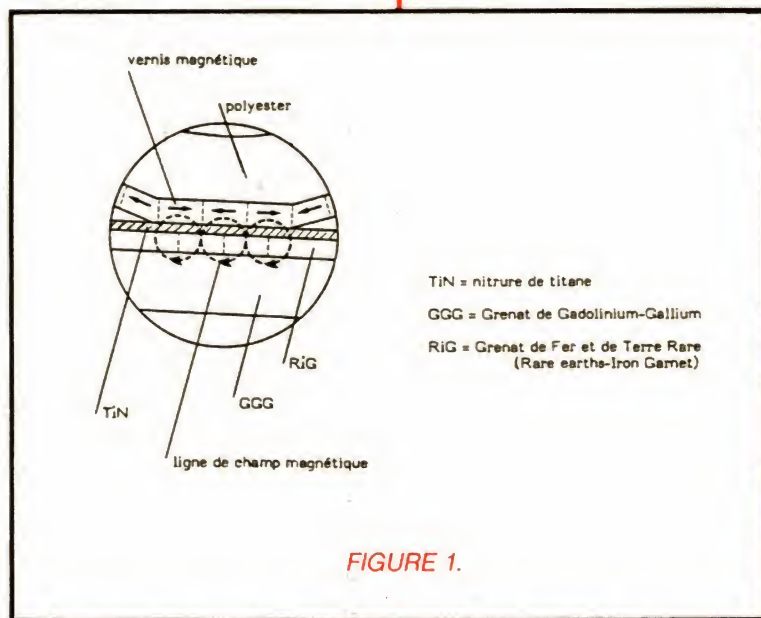 vernis magnétique
polyester
TiN = nitrure de titane
GGG = Grenat de Gadolinium-Gallium
RiG = Grenat de Fer et de Terre Rare
(Rare earths-Iron Garnet)
RiG
GGG
TiN
ligne de champ magnétique
FIGURE 1.